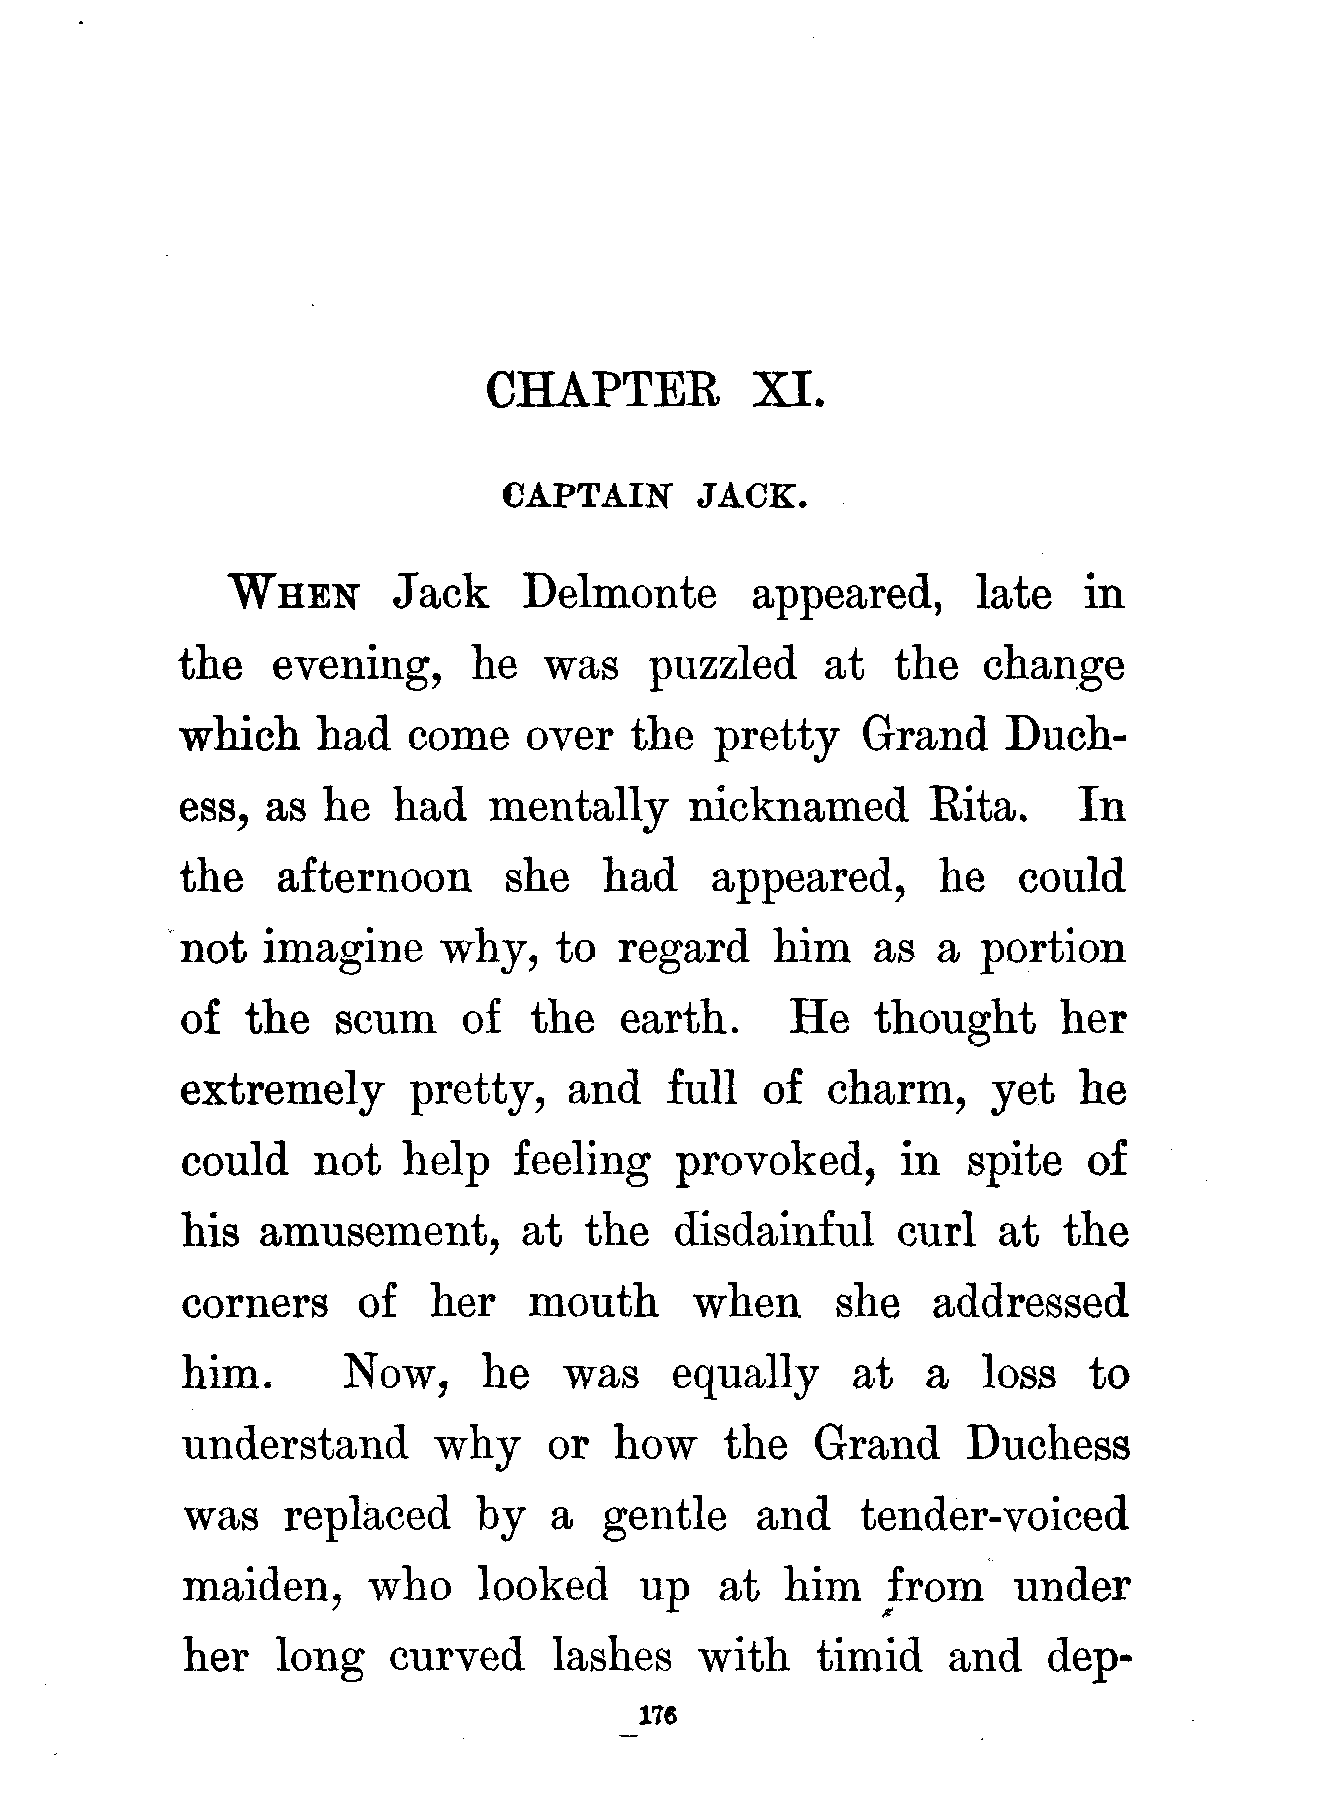 CHAPTER XI.
CAPTAIN JACK.
WHEN Jack Delmonte appeared, late in
the evening, he was puzzled at the change
which had come over the pretty Grand Duch-
ess, as he had mentally nicknamed Rita. In
the afternoon she had appeared, he could
not imagine why, to regard him as a portion
of the scum of the earth. He thought her
extremely pretty, and full of charm, yet he
could not help feeling provoked, in spite of
his amusement, at the disdainful curl at the
corners of her mouth when she addressed
him. Now, he was equally at a loss to
understand why or how the Grand Duchess
was replaced by a gentle and tender-voiced
maiden, who looked up at him from under
her long curved lashes with timid and dep-
176